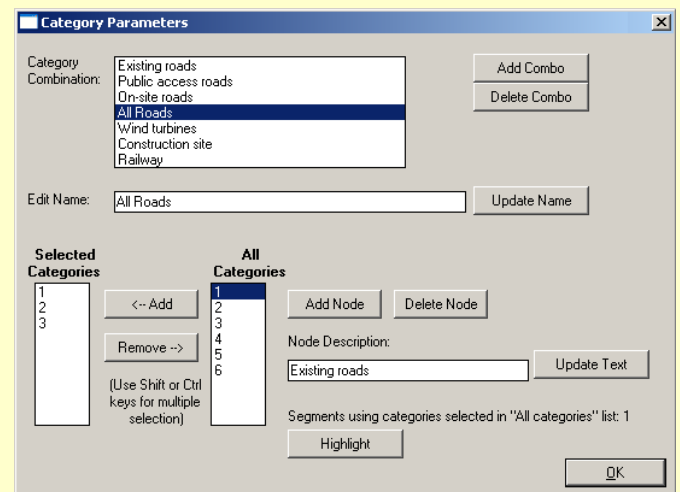 Category Parameters
Category
Combination:
Existing roads
Public access roads
On-site roads
All Roads
Wind turbines
Construction site
Railway
Add Combo
Delete Combo
Edit Name:
All Roads
Update Name
Selected
Categories
1
2
3
<-- Add
Remove -->
(Use Shift or Ctrl
keys for multiple
selection)
All
Categories
1
2
3
4
5
6
Add Node
Delete Node
Node Description:
Existing roads
Update Text
Segments using categories selected in "All categories" list: 1
Highlight
OK